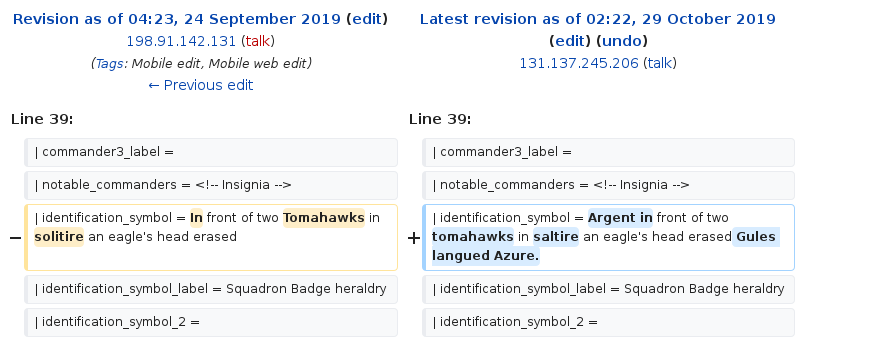 Revision as of 04:23, 24 September 2019 (edit)
198.91.142.131 (talk)
(Tags: Mobile edit, Mobile web edit)
← Previous edit
Latest revision as of 02:22, 29 October 2019
(edit) (undo)
131.137.245.206 (talk)
Line 39:
Line 39:
| commander3_label =
| commander3_label =
| notable_commanders = <!-- Insignia -->
| notable_commanders = <!-- Insignia -->
−
| identification_symbol = In front of two Tomahawks in
solitire an eagle's head erased
+
| identification_symbol = Argent in front of two
tomahawks in saltire an eagle's head erased Gules
langued Azure.
| identification_symbol_label = Squadron Badge heraldry
| identification_symbol_label = Squadron Badge heraldry
| identification_symbol_2 =
| identification_symbol_2 =